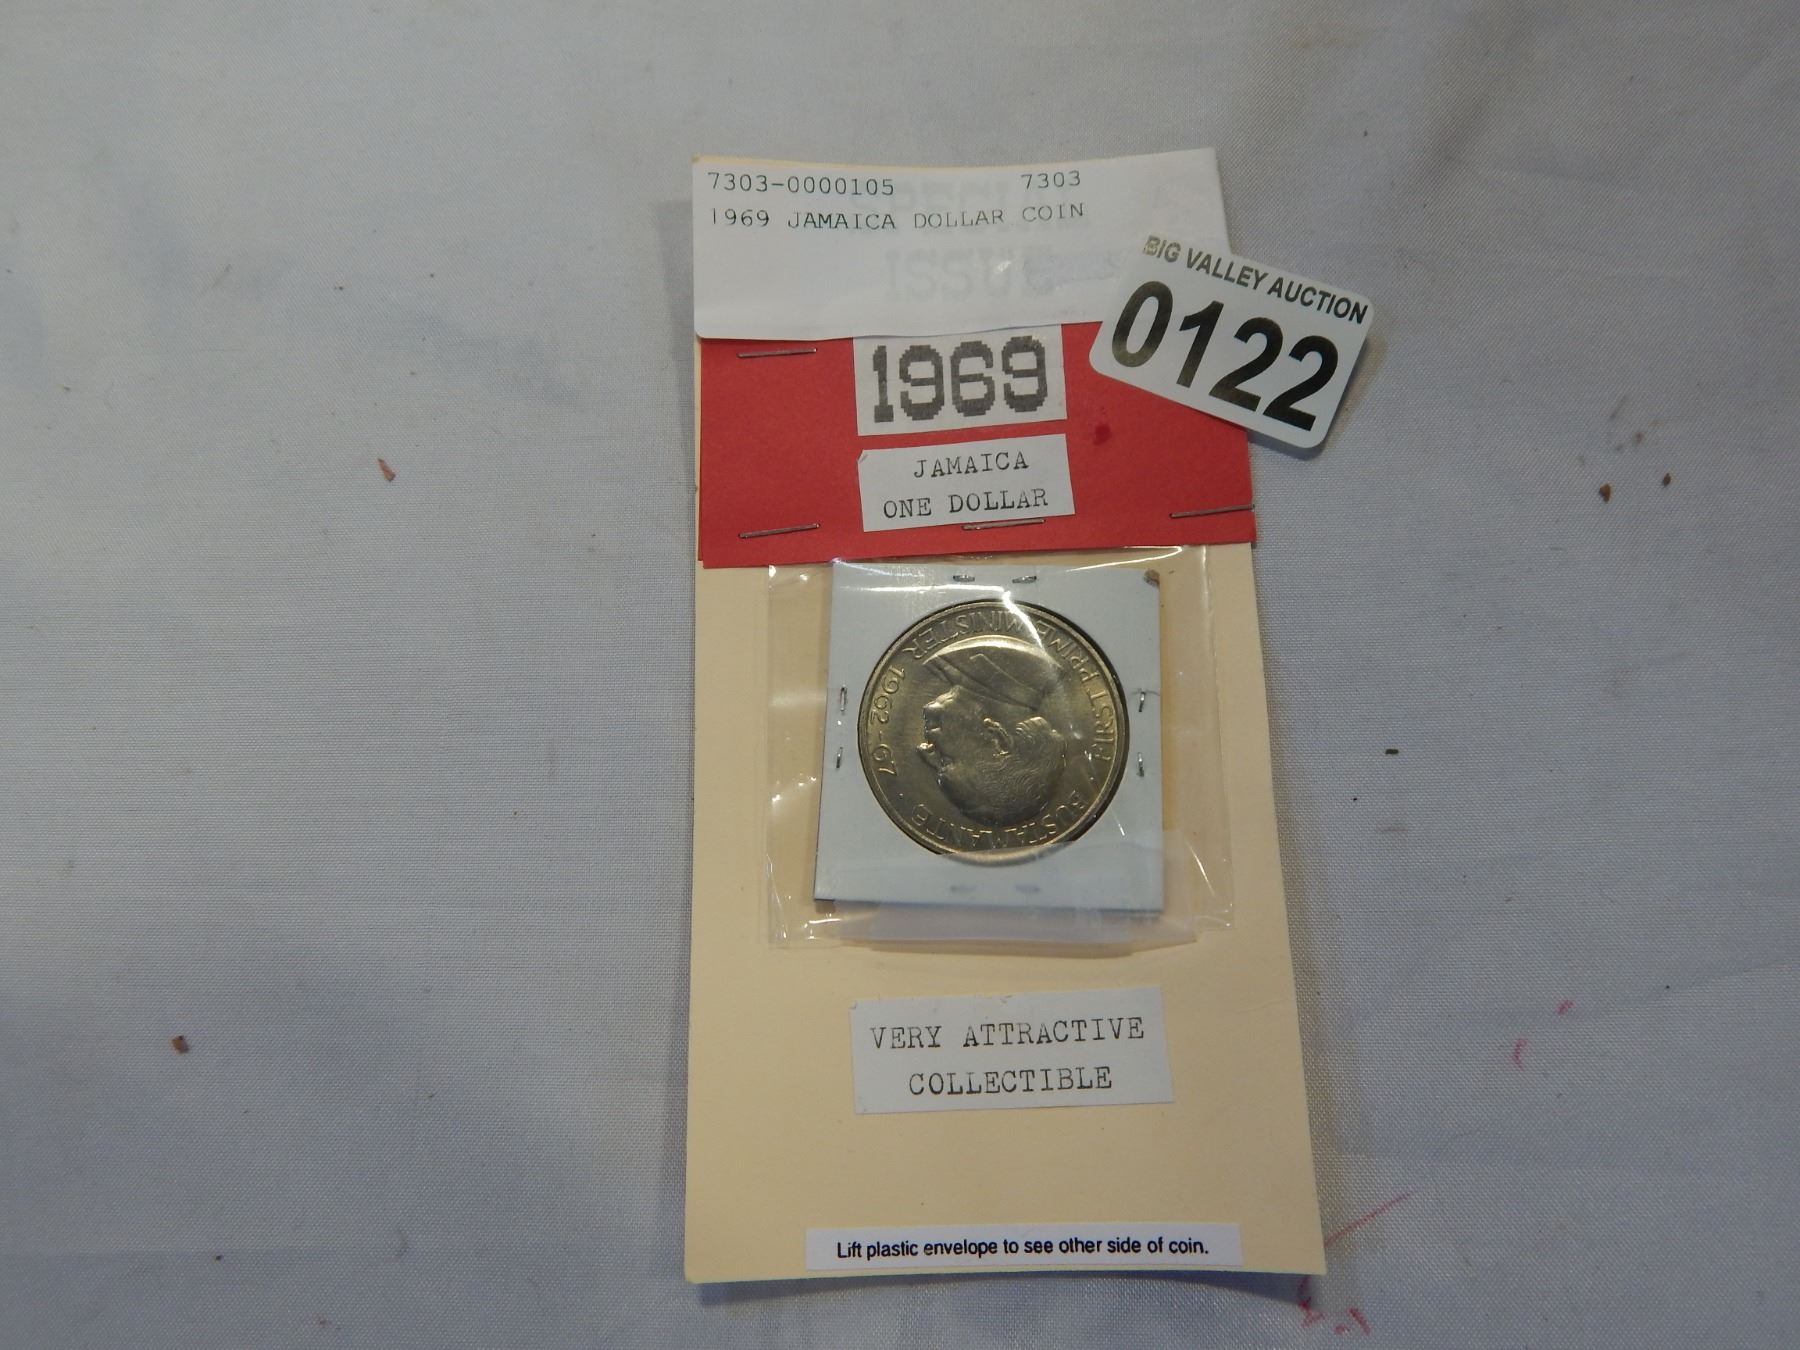 7303-0000105 7303
1969 JAMAICA DOLLAR COIN
ISSUE
BIG VALLEY AUCTION
0122
1969
JAMAICA
ONE DOLLAR
BUSTAMANTE · FIRST PRIME MINISTER 1962-67 ·
VERY ATTRACTIVE
COLLECTIBLE
Lift plastic envelope to see other side of coin.